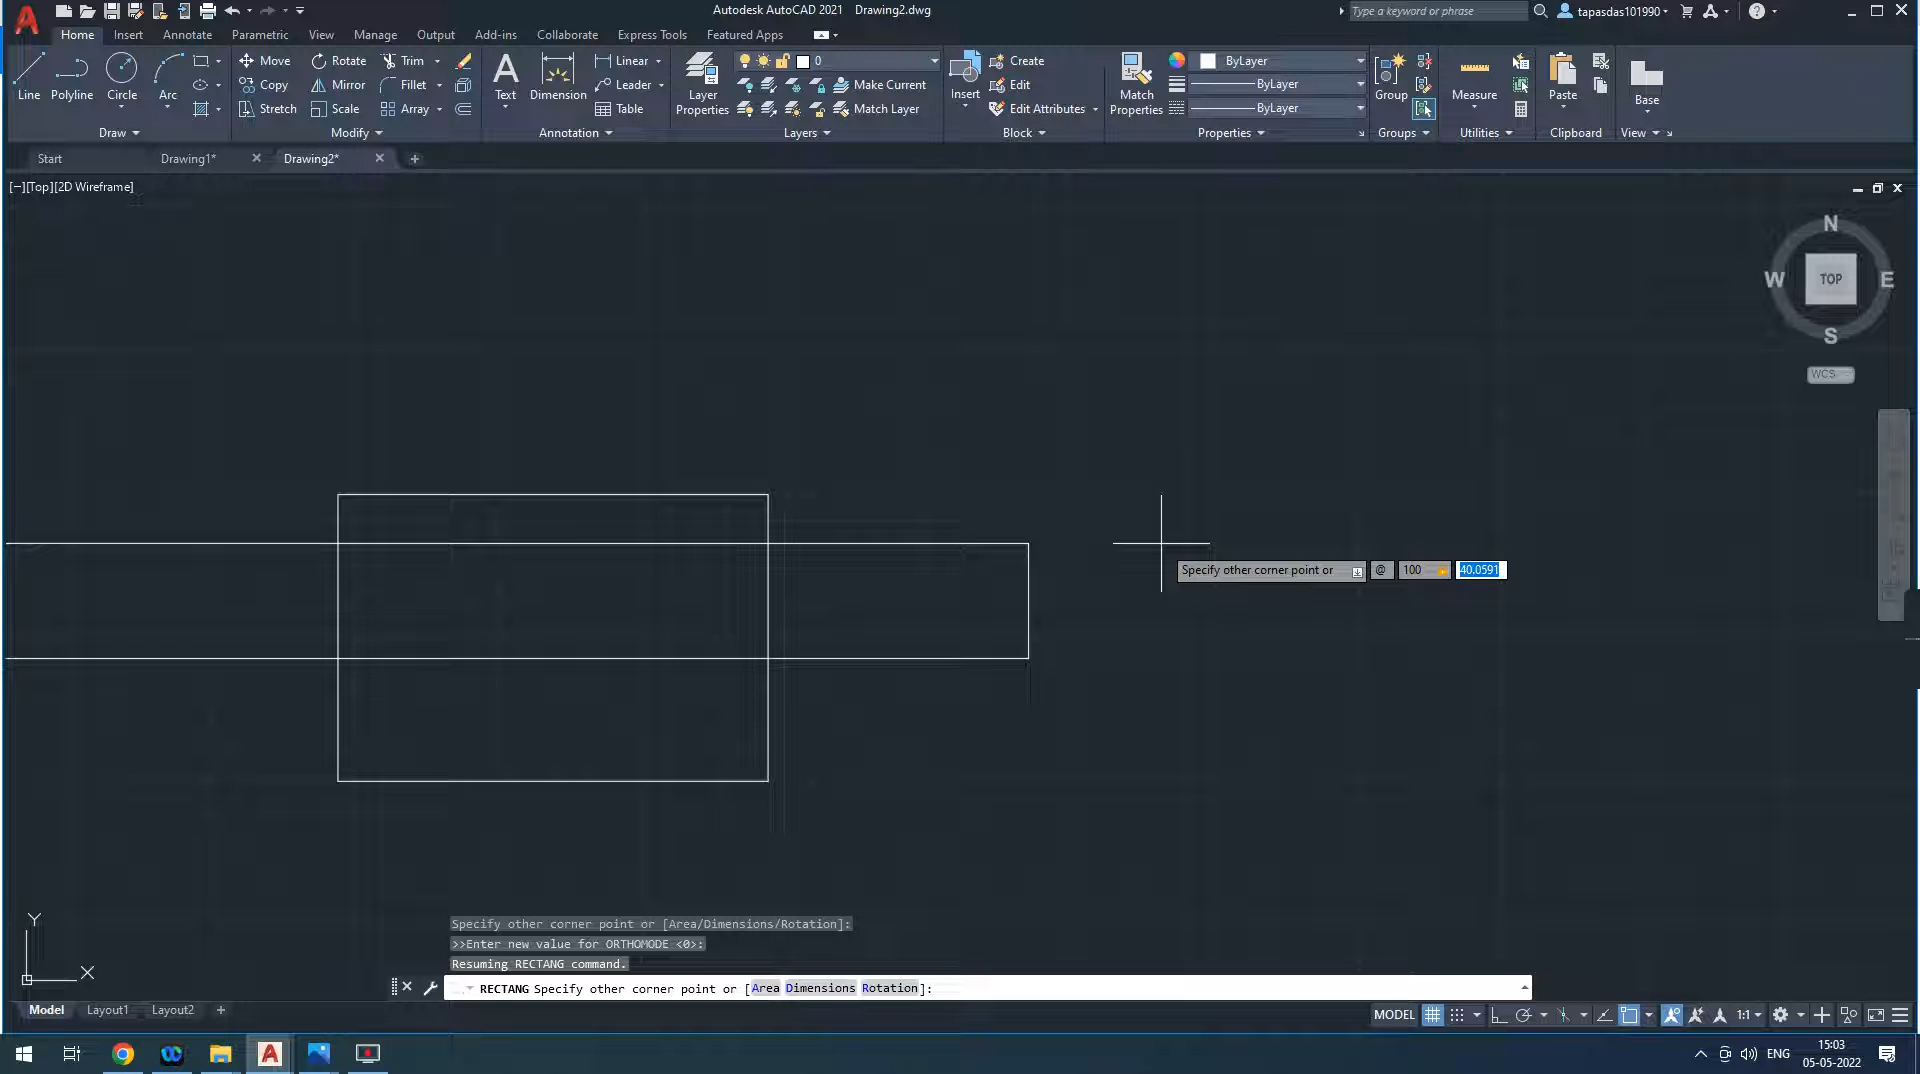 Autodesk AutoCAD 2021 Drawing2.dwg
Type a keyword or phrase
tapasdas101990
Home Insert Annotate Parametric View Manage Output Add-ins Collaborate Express Tools Featured Apps
Move Rotate Trim Linear 0 Create ByLayer
Line Polyline Circle Arc Copy Mirror Fillet Text Dimension Leader Layer Properties Make Current Insert Edit Match Properties ByLayer Group Measure Paste Base
Stretch Scale Array Table Match Layer Edit Attributes ByLayer
Draw Modify Annotation Layers Block Properties Groups Utilities Clipboard View
Start Drawing1* Drawing2*
[−][Top][2D Wireframe]
N
W TOP E
S
WCS
Specify other corner point or @ 100 40.0591
Y
X
Specify other corner point or [Area/Dimensions/Rotation]:
>>Enter new value for ORTHOMODE <0>:
Resuming RECTANG command.
RECTANG Specify other corner point or [Area Dimensions Rotation]:
Model Layout1 Layout2 +
MODEL 1:1
ENG 15:03
05-05-2022